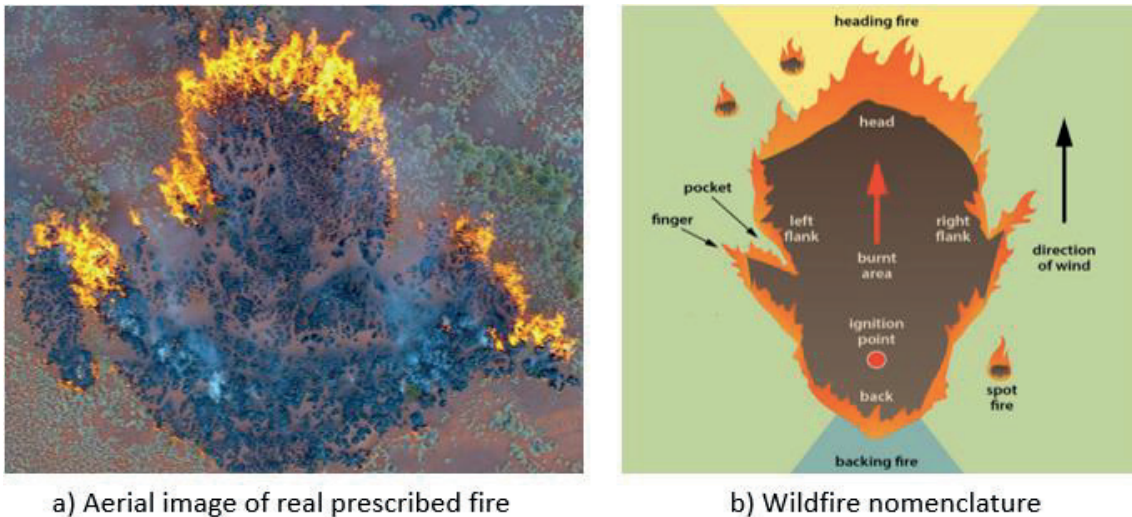 heading fire
head
pocket
finger
left
flank
right
flank
direction
of wind
burnt
area
ignition
point
back
spot
fire
backing fire
a) Aerial image of real prescribed fire
b) Wildfire nomenclature